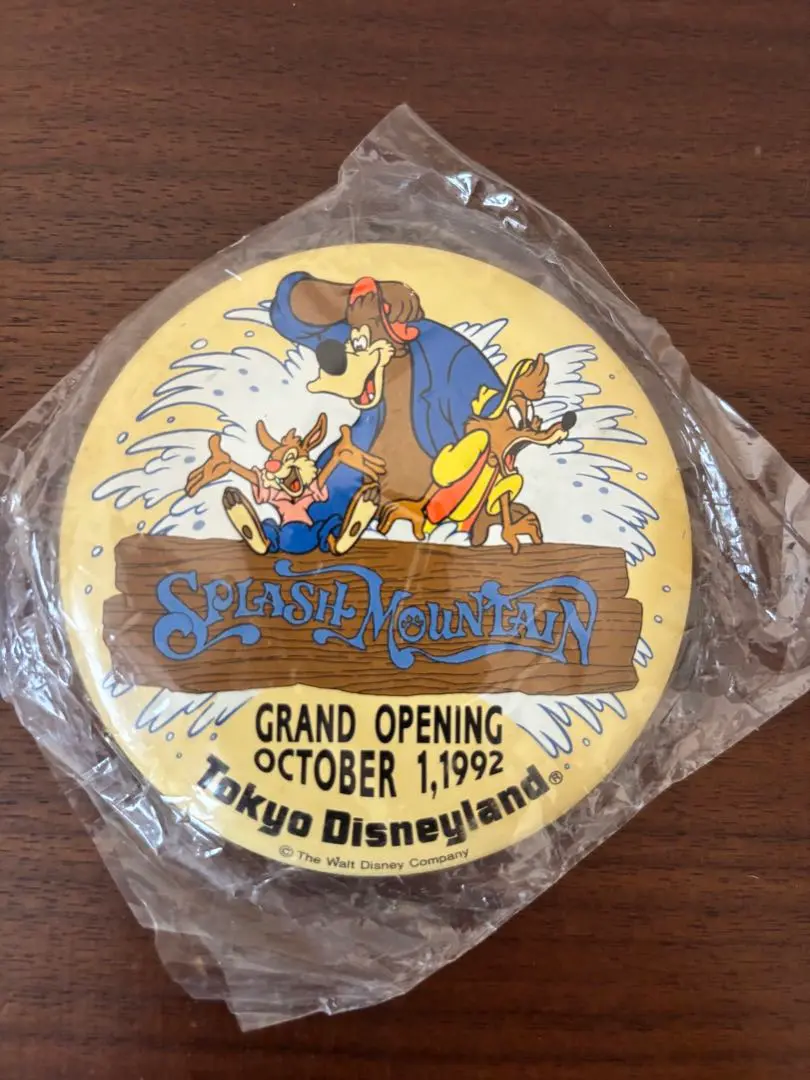 SPLASH MOUNTAIN
GRAND OPENING
OCTOBER 1,1992
Tokyo Disneyland®
© The Walt Disney Company